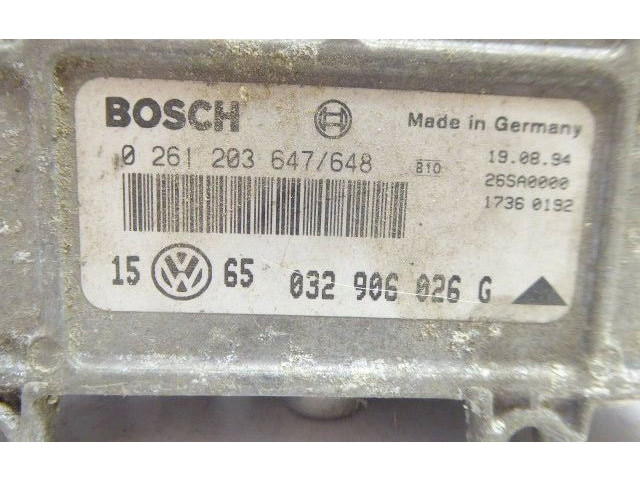 BOSCH
Made in Germany
0 261 203 647/648
810
19.08.94
26SA0000
1736 0192
15 VW 65 032 906 026 G